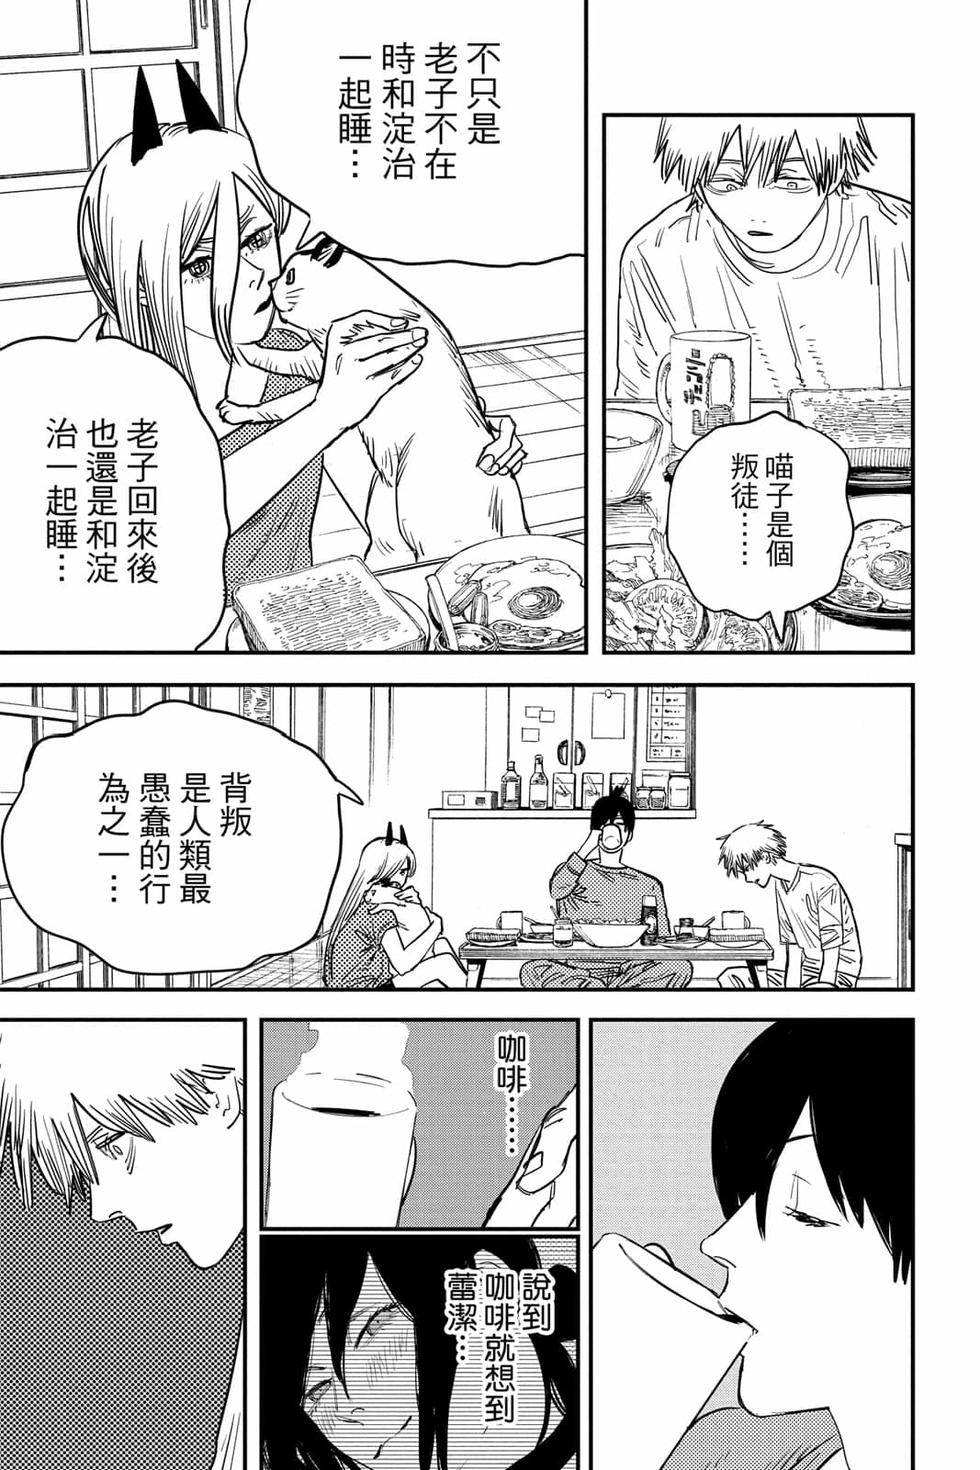 喵子是個
叛徒⋯⋯
不只是
老子不在
時和淀治
一起睡⋯
老子回來後
也還是和淀
治一起睡⋯
背叛
是人類最
愚蠢的行
為之一⋯
咖啡⋯⋯
說到
咖啡就想到
蕾潔⋯